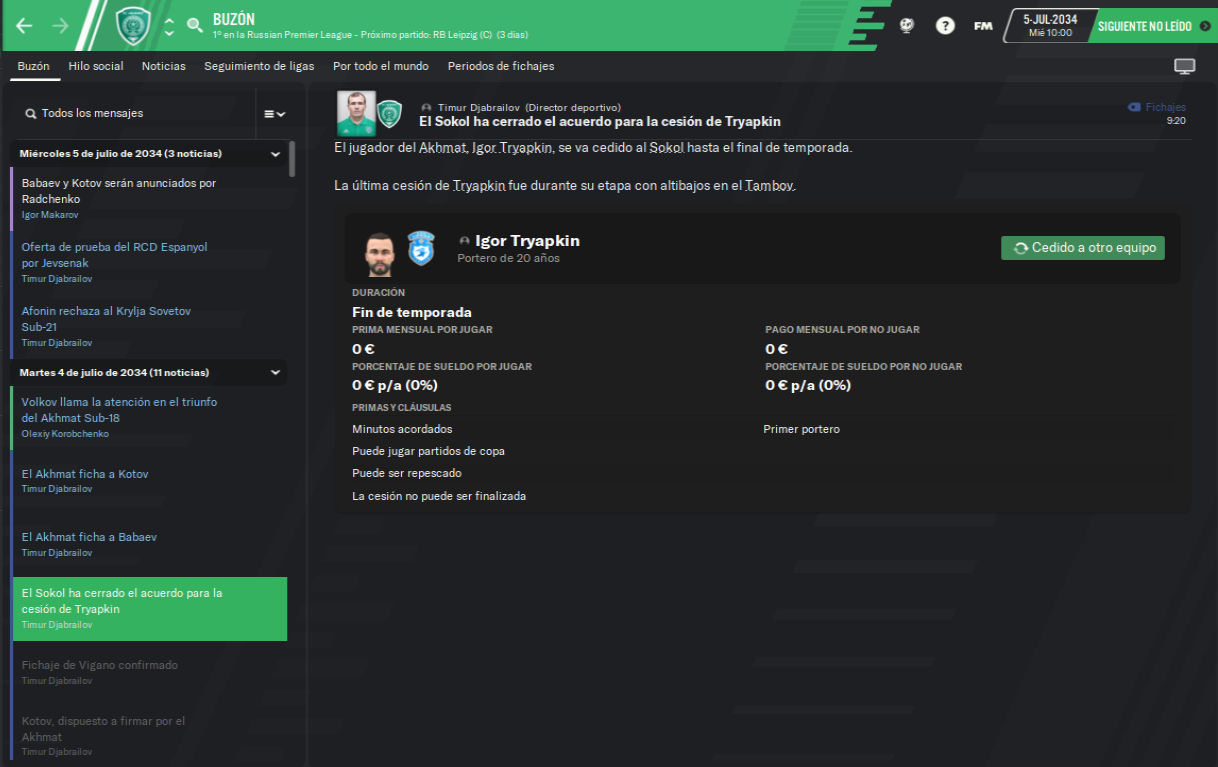 BUZÓN
1º en la Russian Premier League - Próximo partido: RB Leipzig (C) (3 días)
?
FM
5-JUL-2034
Mié 10:00
SIGUIENTE NO LEÍDO
Buzón
Hilo social
Noticias
Seguimiento de ligas
Por todo el mundo
Periodos de fichajes
Todos los mensajes
Miércoles 5 de julio de 2034 (3 noticias)
Babaev y Kotov serán anunciados por
Radchenko
Igor Makarov
Oferta de prueba del RCD Espanyol
por Jevsenak
Timur Djabrailov
Afonin rechaza al Krylja Sovetov
Sub-21
Timur Djabrailov
Martes 4 de julio de 2034 (11 noticias)
Volkov llama la atención en el triunfo
del Akhmat Sub-18
Olexiy Korobchenko
El Akhmat ficha a Kotov
Timur Djabrailov
El Akhmat ficha a Babaev
Timur Djabrailov
El Sokol ha cerrado el acuerdo para la
cesión de Tryapkin
Timur Djabrailov
Fichaje de Vigano confirmado
Timur Djabrailov
Kotov, dispuesto a firmar por el
Akhmat
Timur Djabrailov
Timur Djabrailov (Director deportivo)
El Sokol ha cerrado el acuerdo para la cesión de Tryapkin
Fichajes
9:20
El jugador del Akhmat, Igor Tryapkin, se va cedido al Sokol hasta el final de temporada.
La última cesión de Tryapkin fue durante su etapa con altibajos en el Tambov.
Igor Tryapkin
Portero de 20 años
Cedido a otro equipo
DURACIÓN
Fin de temporada
PRIMA MENSUAL POR JUGAR
PAGO MENSUAL POR NO JUGAR
0 €
0 €
PORCENTAJE DE SUELDO POR JUGAR
PORCENTAJE DE SUELDO POR NO JUGAR
0 € p/a (0%)
0 € p/a (0%)
PRIMAS Y CLÁUSULAS
Minutos acordados
Primer portero
Puede jugar partidos de copa
Puede ser repescado
La cesión no puede ser finalizada